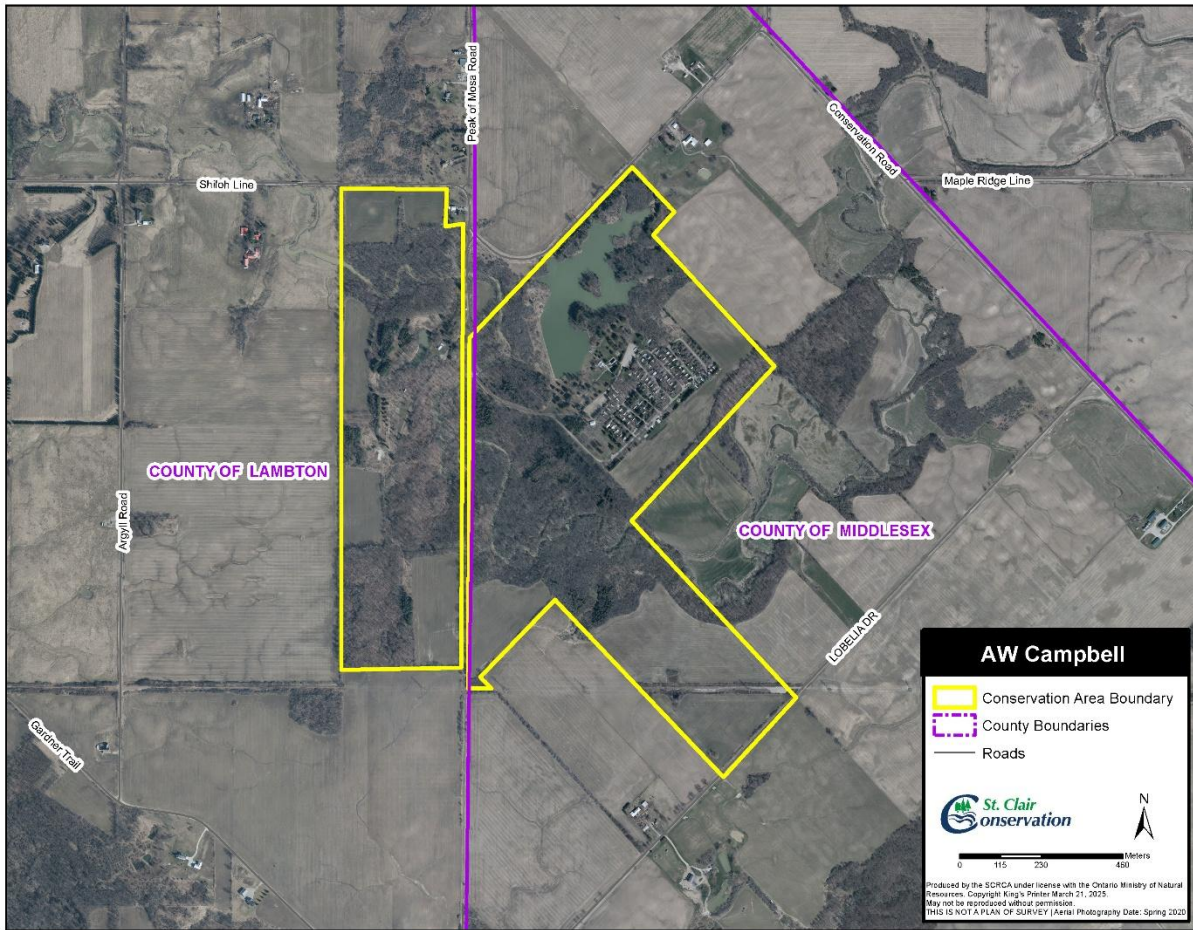 Peak of Mosa Road
Conservation Road
Shiloh Line
Maple Ridge Line
COUNTY OF LAMBTON
Argyll Road
COUNTY OF MIDDLESEX
LOBELIA DR
Gardner Trail
AW Campbell
Conservation Area Boundary
County Boundaries
Roads
St. Clair
Conservation
N
Meters
0 115 230 460
Produced by the SCRCA under license with the Ontario Ministry of Natural
Resources. Copyright King's Printer March 21, 2025.
May not be reproduced without permission.
THIS IS NOT A PLAN OF SURVEY | Aerial Photography Date: Spring 2020